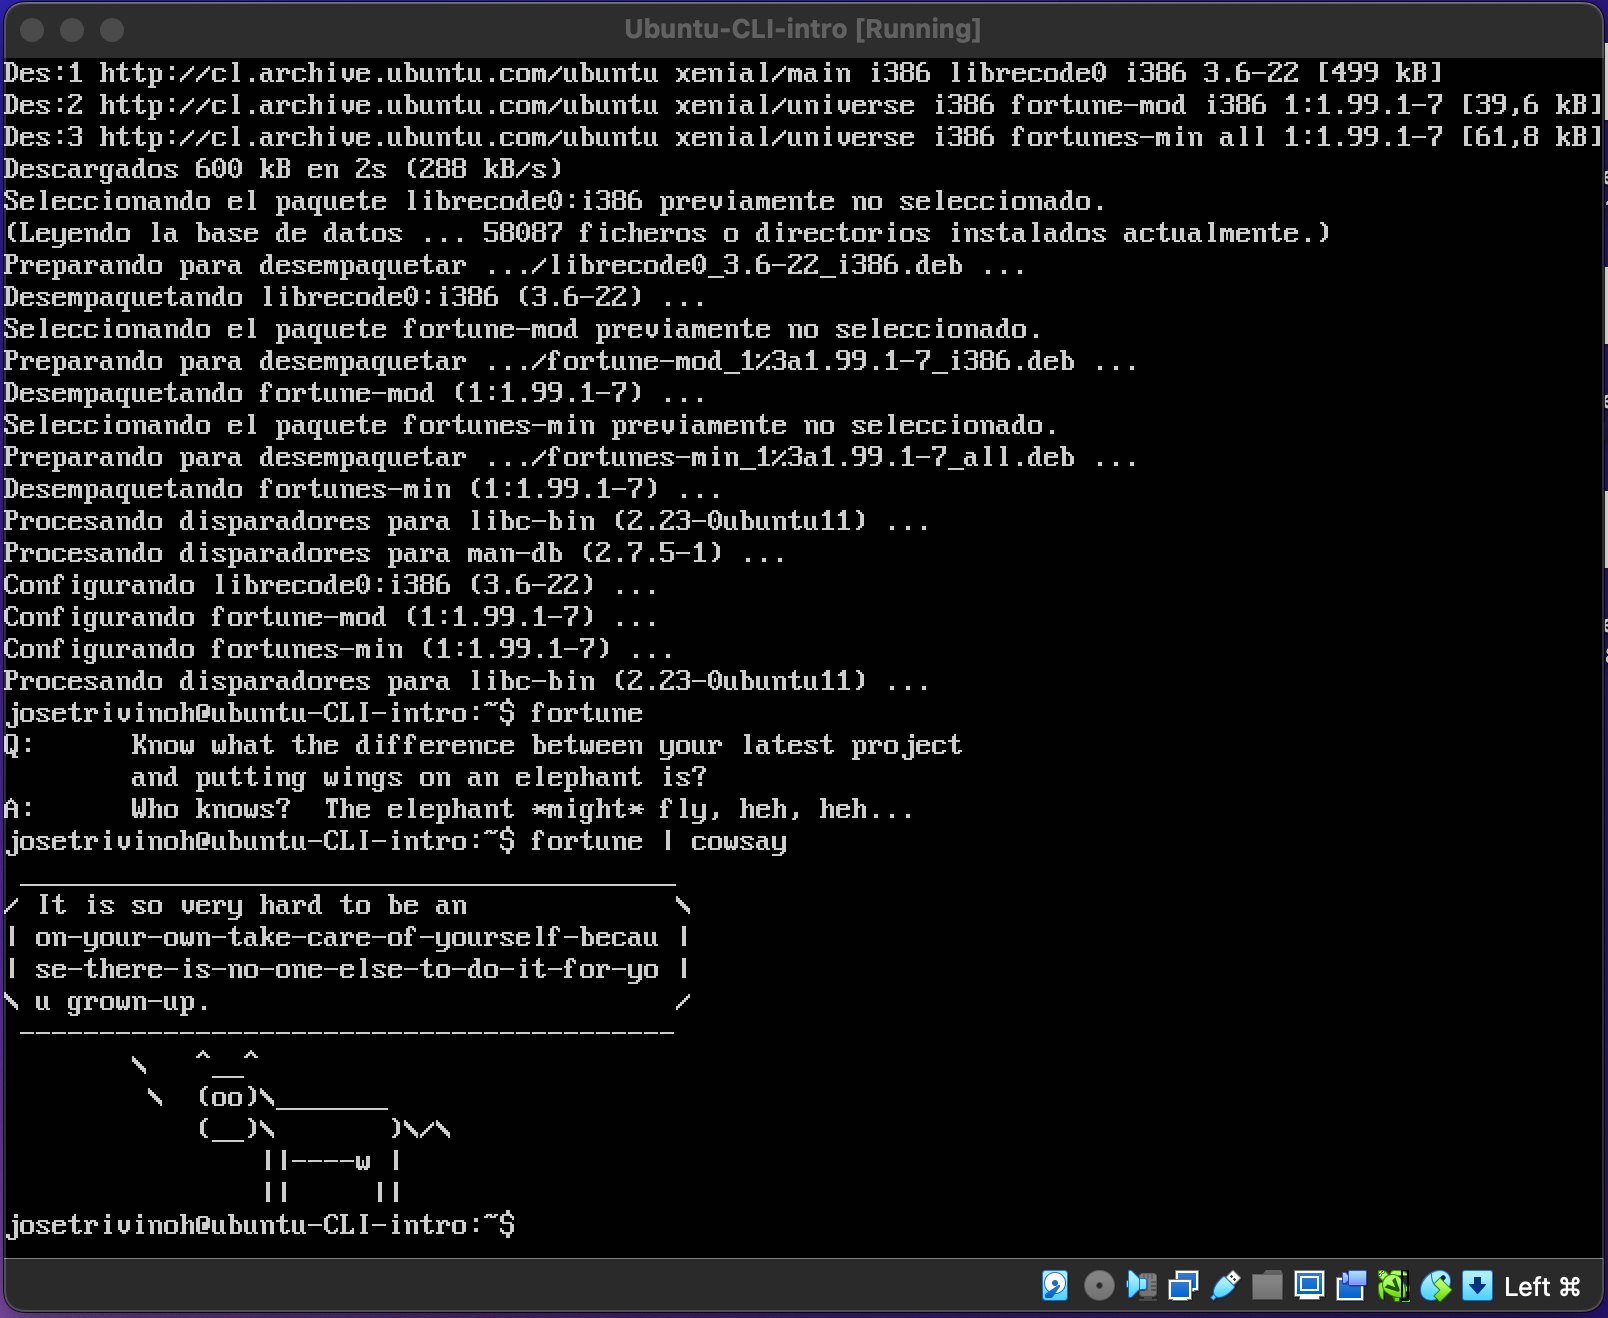 Ubuntu-CLI-intro [Running]
Des:1 http://cl.archive.ubuntu.com/ubuntu xenial/main i386 librecode0 i386 3.6-22 [499 kB]
Des:2 http://cl.archive.ubuntu.com/ubuntu xenial/universe i386 fortune-mod i386 1:1.99.1-7 [39,6 kB]
Des:3 http://cl.archive.ubuntu.com/ubuntu xenial/universe i386 fortunes-min all 1:1.99.1-7 [61,8 kB]
Descargados 600 kB en 2s (288 kB/s)
Seleccionando el paquete librecode0:i386 previamente no seleccionado.
(Leyendo la base de datos ... 58087 ficheros o directorios instalados actualmente.)
Preparando para desempaquetar .../librecode0_3.6-22_i386.deb ...
Desempaquetando librecode0:i386 (3.6-22) ...
Seleccionando el paquete fortune-mod previamente no seleccionado.
Preparando para desempaquetar .../fortune-mod_1%3a1.99.1-7_i386.deb ...
Desempaquetando fortune-mod (1:1.99.1-7) ...
Seleccionando el paquete fortunes-min previamente no seleccionado.
Preparando para desempaquetar .../fortunes-min_1%3a1.99.1-7_all.deb ...
Desempaquetando fortunes-min (1:1.99.1-7) ...
Procesando disparadores para libc-bin (2.23-0ubuntu11) ...
Procesando disparadores para man-db (2.7.5-1) ...
Configurando librecode0:i386 (3.6-22) ...
Configurando fortune-mod (1:1.99.1-7) ...
Configurando fortunes-min (1:1.99.1-7) ...
Procesando disparadores para libc-bin (2.23-0ubuntu11) ...
josetrivinoh@ubuntu-CLI-intro:~$ fortune
Q:      Know what the difference between your latest project
        and putting wings on an elephant is?
A:      Who knows?  The elephant *might* fly, heh, heh...
josetrivinoh@ubuntu-CLI-intro:~$ fortune | cowsay
 _________________________________________
/ It is so very hard to be an             \
| on-your-own-take-care-of-yourself-becau |
| se-there-is-no-one-else-to-do-it-for-yo |
\ u grown-up.                             /
 -----------------------------------------
        \   ^__^
         \  (oo)\_______
            (__)\       )\/\
                ||----w |
                ||     ||
josetrivinoh@ubuntu-CLI-intro:~$
Left ⌘